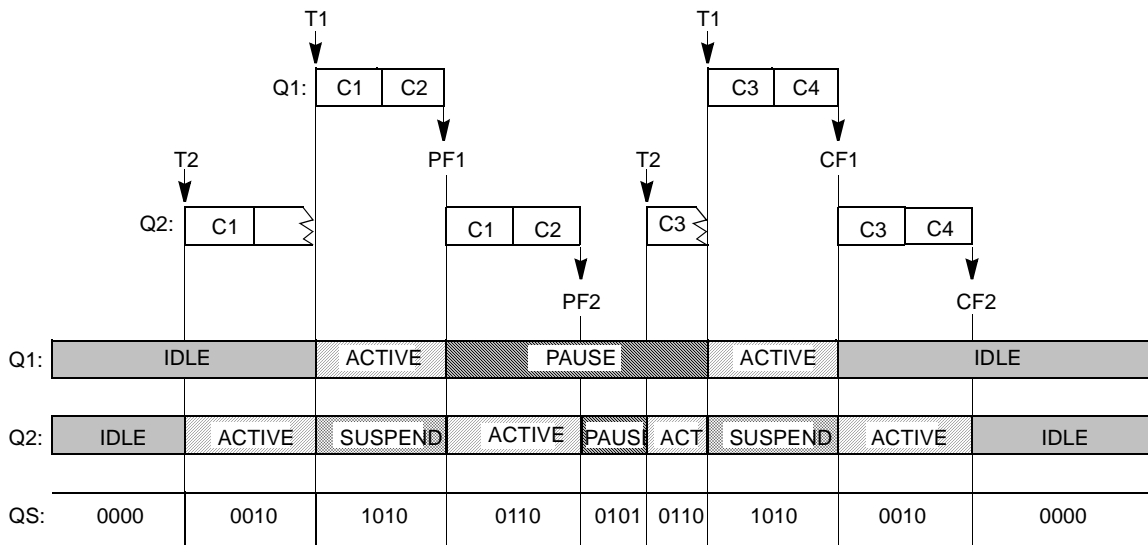 T1 T1
Q1: C1 C2 C3 C4
T2 PF1 T2 CF1
Q2: C1 C1 C2 C3 C3 C4
PF2 CF2
Q1: IDLE ACTIVE PAUSE ACTIVE IDLE
Q2: IDLE ACTIVE SUSPEND ACTIVE PAUSE ACT SUSPEND ACTIVE IDLE
QS: 0000 0010 1010 0110 0101 0110 1010 0010 0000